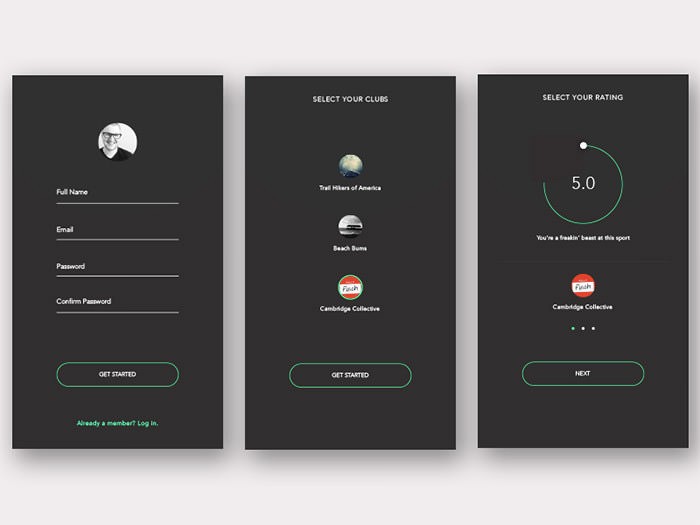 Full Name
Email
Password
Confirm Password
GET STARTED
Already a member? Log In.
SELECT YOUR CLUBS
Trail Hikers of America
Beach Bums
Finch
Cambridge Collective
GET STARTED
SELECT YOUR RATING
5.0
You're a freakin' beast at this sport
Finch
Cambridge Collective
NEXT